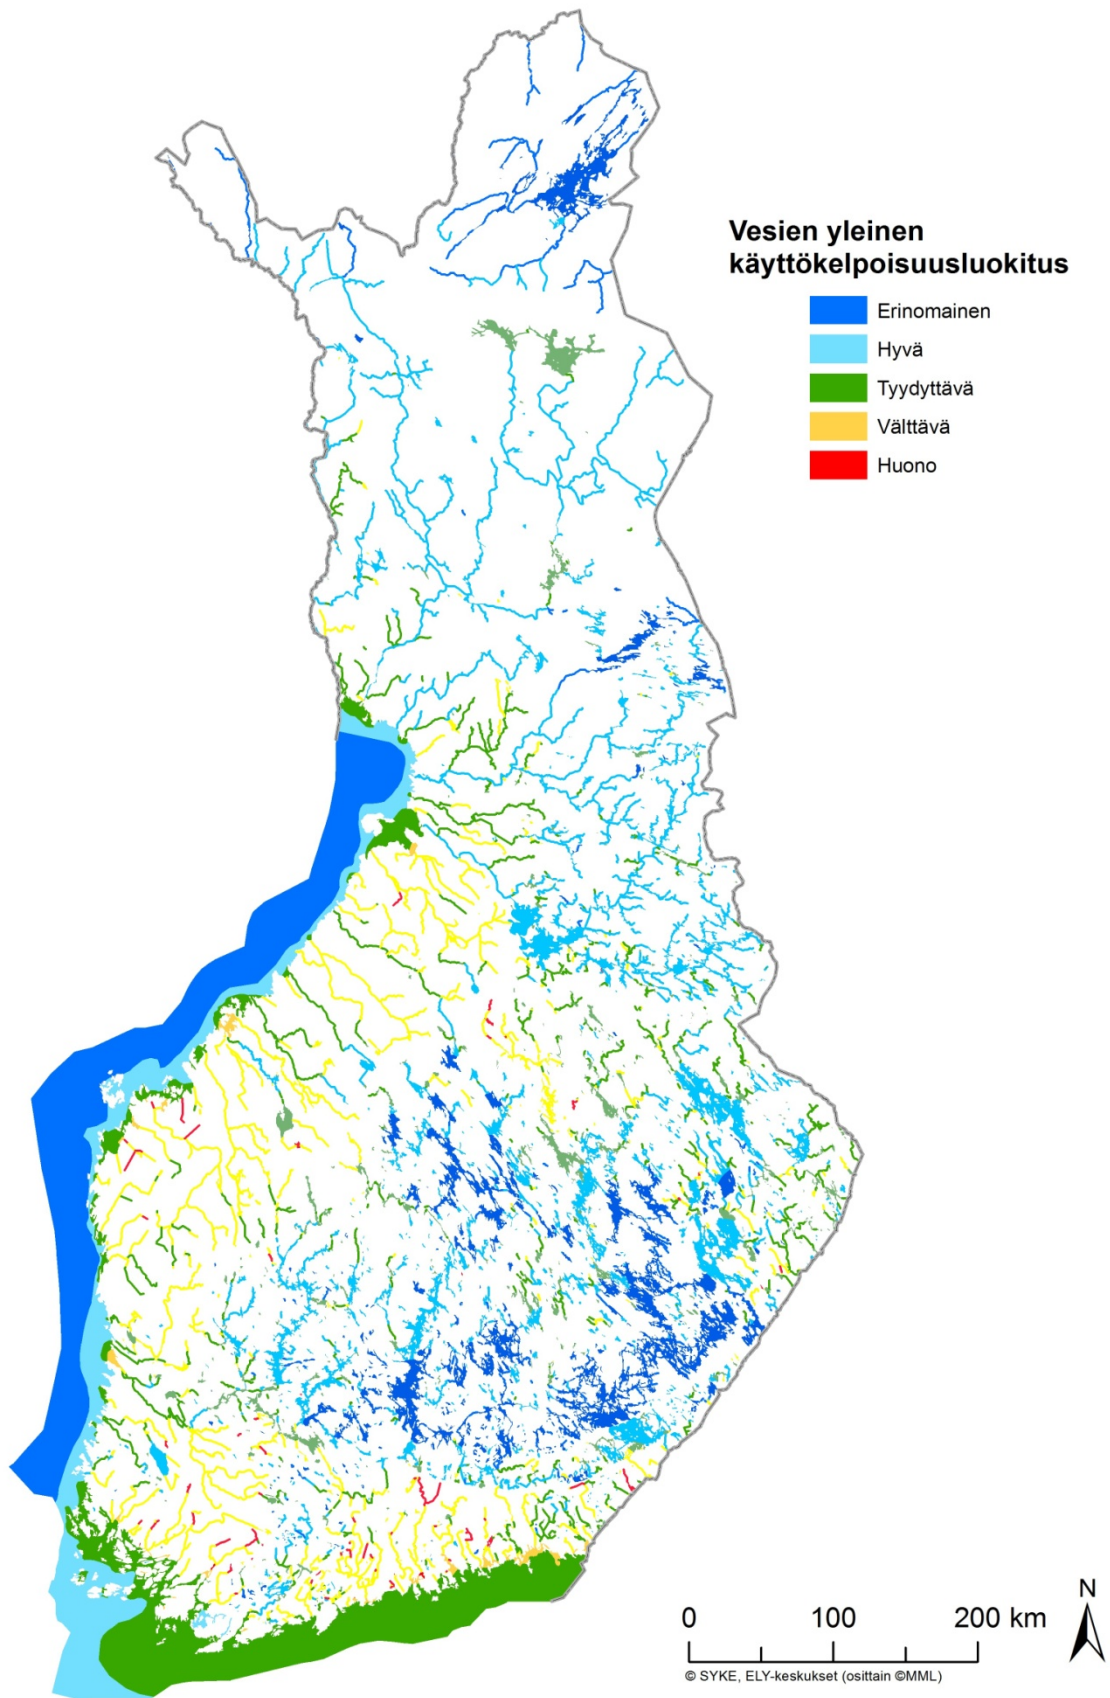 Vesien yleinen
käyttökelpoisuusluokitus
Erinomainen
Hyvä
Tyydyttävä
Välttävä
Huono
N
0 100 200 km
© SYKE, ELY-keskukset (osittain ©MML)